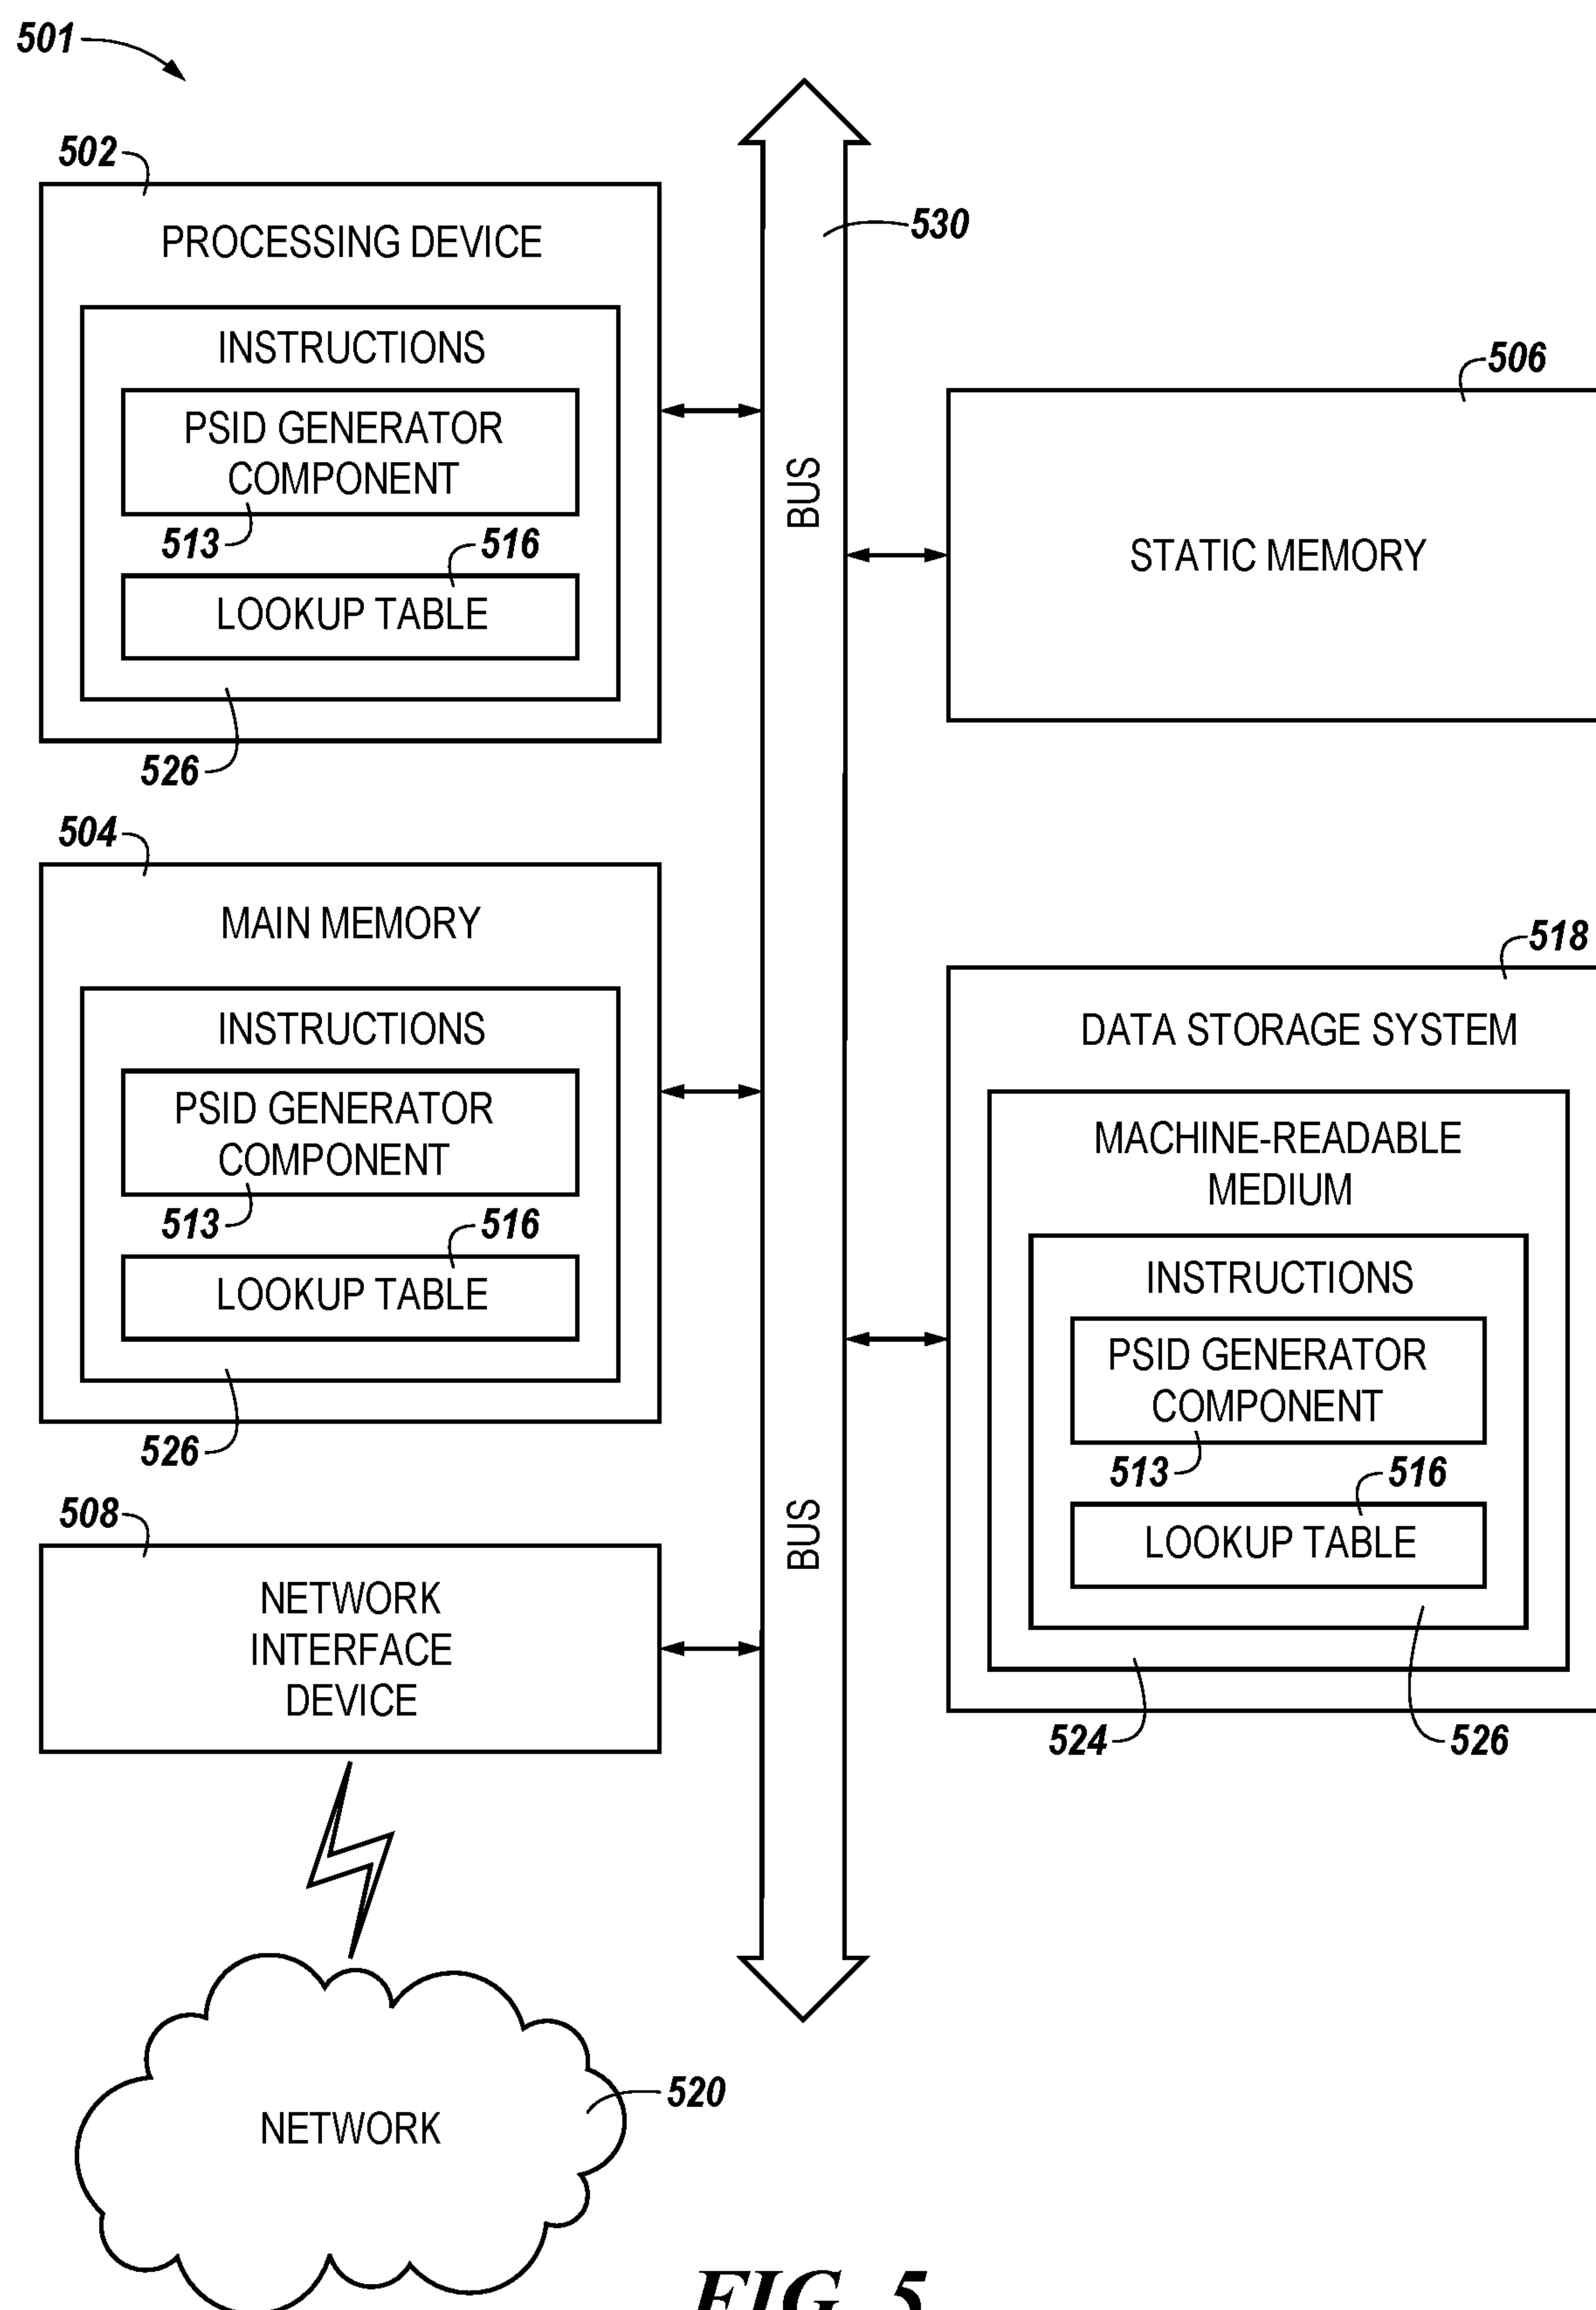 501
502
PROCESSING DEVICE
INSTRUCTIONS
PSID GENERATOR
COMPONENT
513
516
LOOKUP TABLE
526
504
MAIN MEMORY
INSTRUCTIONS
PSID GENERATOR
COMPONENT
513
516
LOOKUP TABLE
526
508
NETWORK
INTERFACE
DEVICE
NETWORK
520
530
BUS
BUS
506
STATIC MEMORY
518
DATA STORAGE SYSTEM
MACHINE-READABLE
MEDIUM
INSTRUCTIONS
PSID GENERATOR
COMPONENT
513
516
LOOKUP TABLE
524
526
FIG. 5